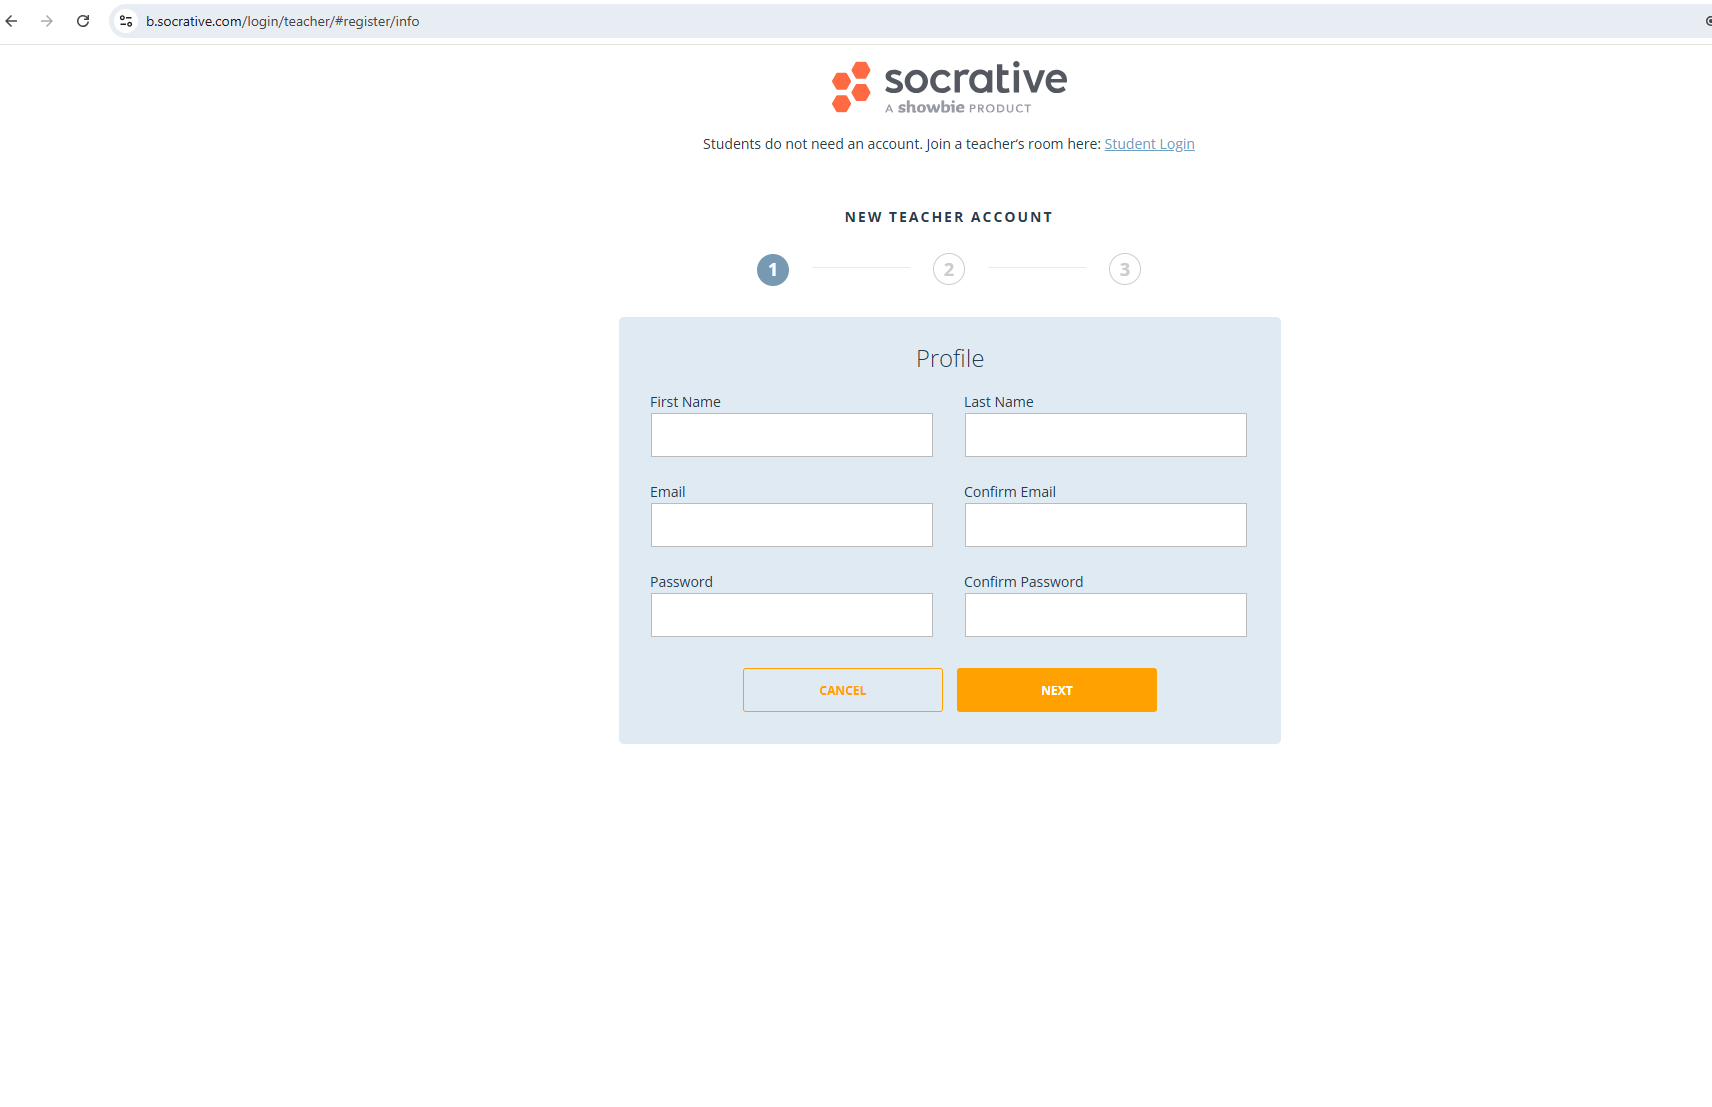 b.socrative.com/login/teacher/#register/info
socrative
A showbie PRODUCT
Students do not need an account. Join a teacher's room here: Student Login
NEW TEACHER ACCOUNT
1 2 3
Profile
First Name Last Name
Email Confirm Email
Password Confirm Password
CANCEL NEXT